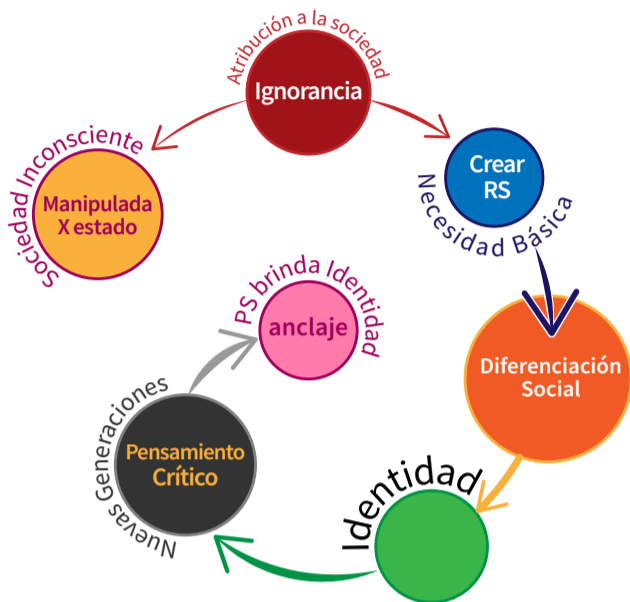 Atribución a la sociedad
Ignorancia
Sociedad Inconsciente
Manipulada
X estado
Crear
RS
Necesidad Básica
Diferenciación
Social
Identidad
Nuevas Generaciones
Pensamiento
Crítico
PS brinda Identidad
anclaje